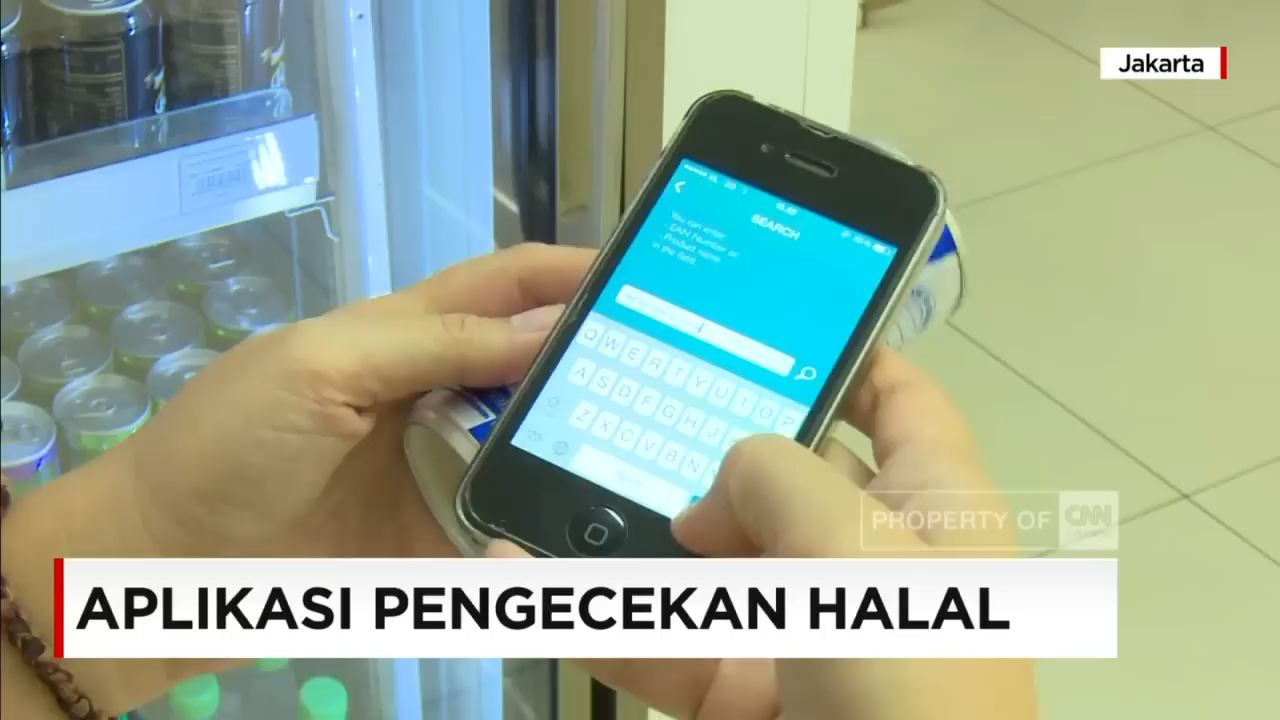 Jakarta
SEARCH
You can enter
- EAN Number or
- Product name
in the field.
Q W E R T Y U I O P
A S D F G H J
Z X C V B N
PROPERTY OF CNN
APLIKASI PENGECEKAN HALAL